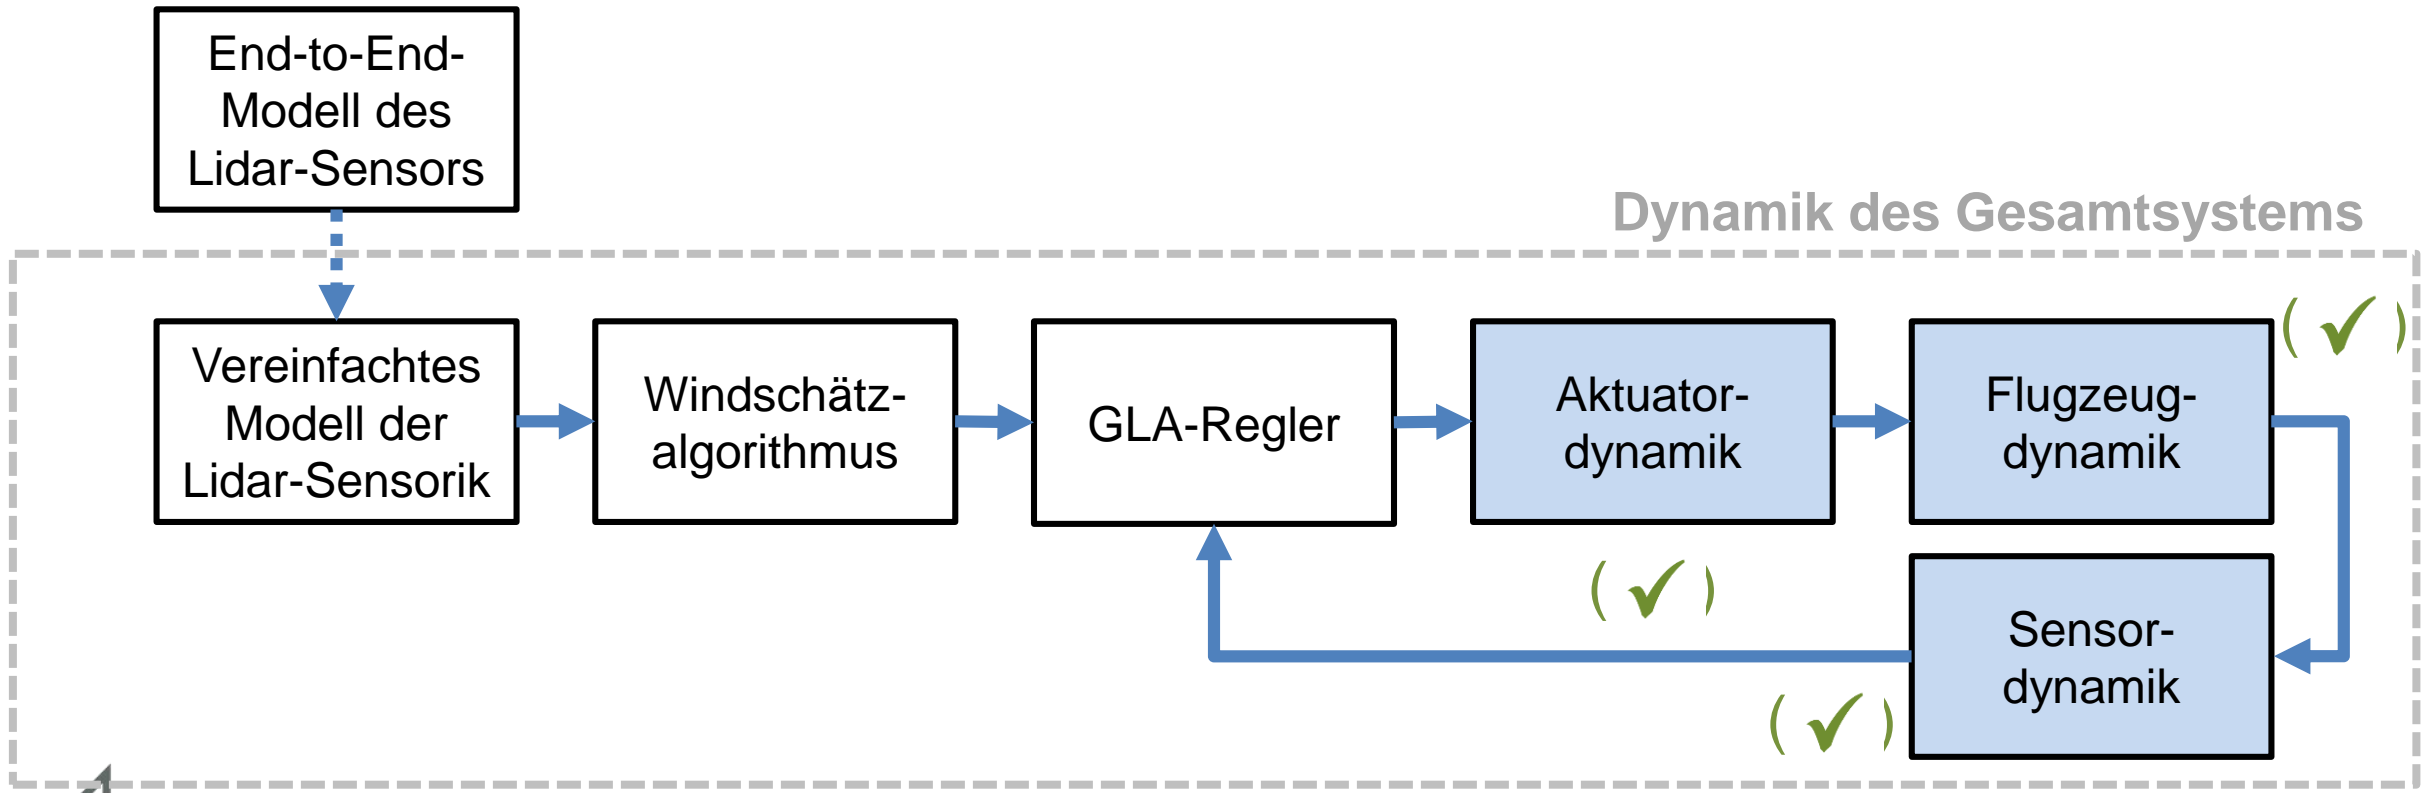 End-to-End-
Modell des
Lidar-Sensors
Dynamik des Gesamtsystems
Vereinfachtes
Modell der
Lidar-Sensorik
Windschätz-
algorithmus
GLA-Regler
Aktuator-
dynamik
Flugzeug-
dynamik
(✓)
(✓)
Sensor-
dynamik
(✓)